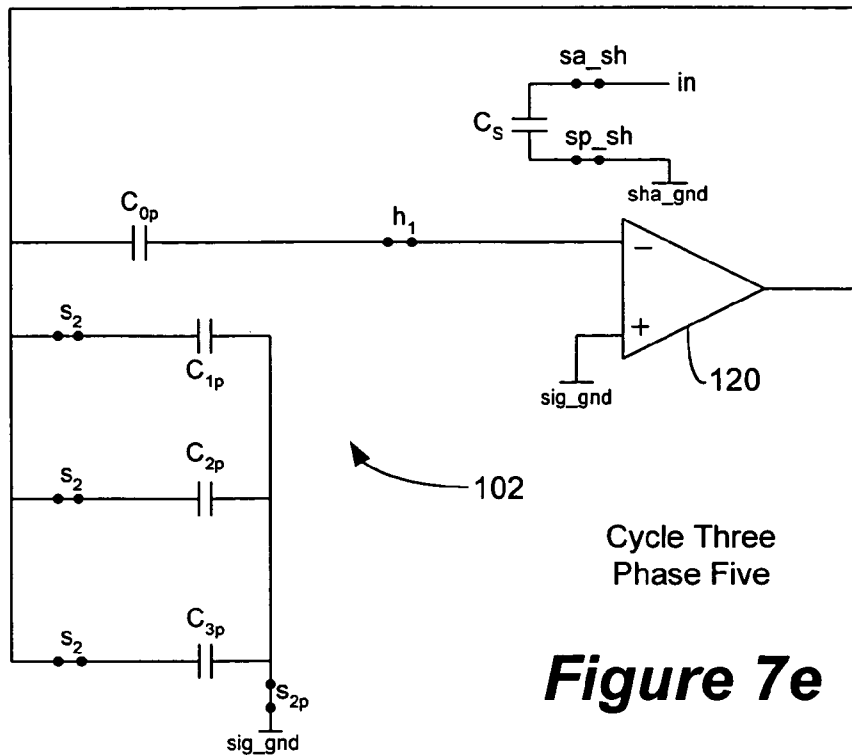 sa_sh
in
C_S
sp_sh
sha_gnd
C_0p
h_1
−
+
sig_gnd
120
s_2
C_1p
s_2
C_2p
102
s_2
C_3p
s_2p
sig_gnd
Cycle Three
Phase Five
Figure 7e